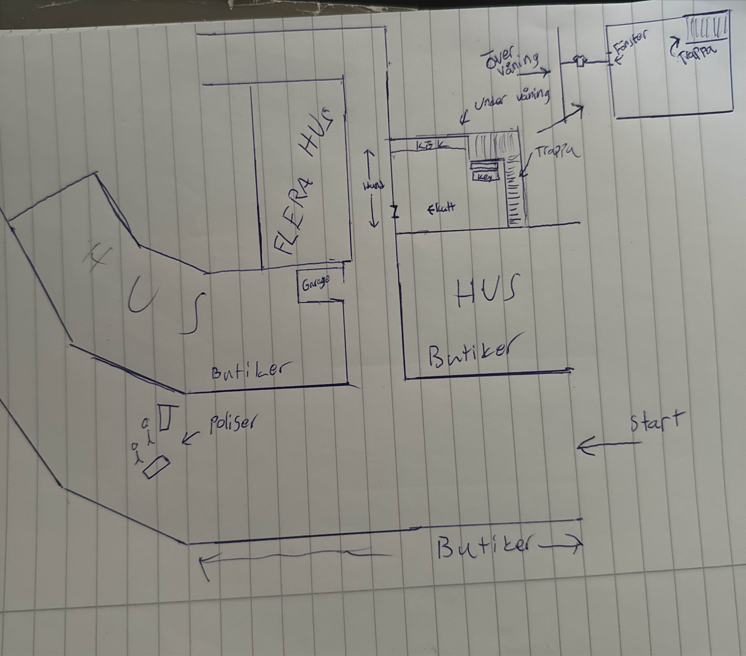 Över
våning
Fönster
Trappa
Under våning
Trappa
Kök
Key
Hund
skutt
FLERA HUS
HUS
Garage
HUS
Butiker
Butiker
Poliser
Start
Butiker